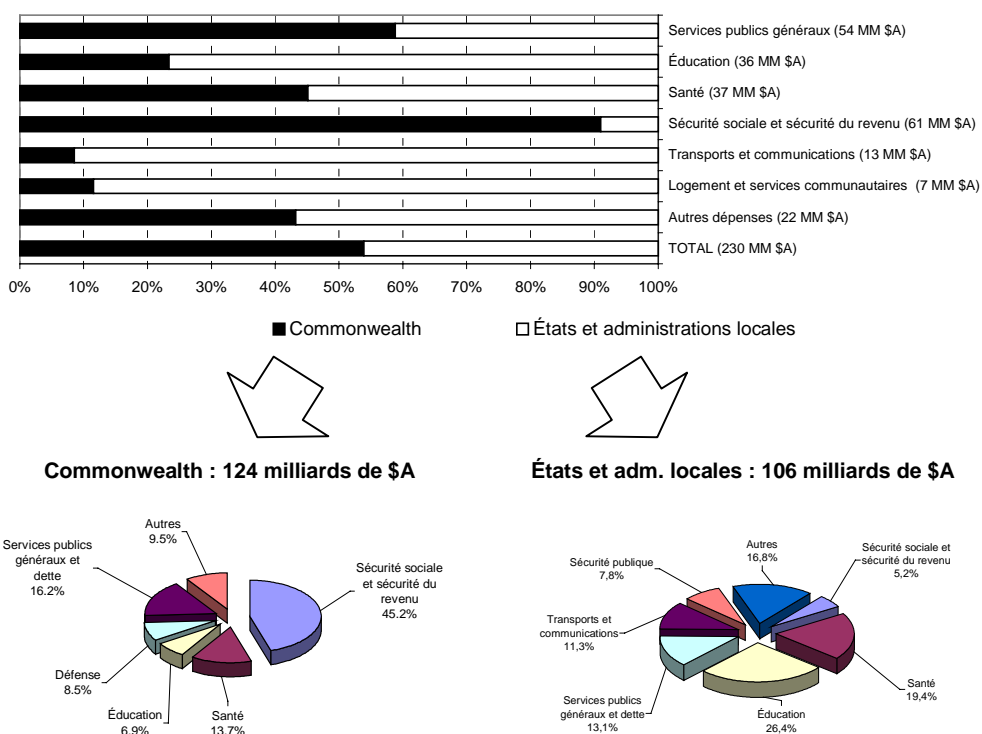 Services publics généraux (54 MM $A)
Éducation (36 MM $A)
Santé (37 MM $A)
Sécurité sociale et sécurité du revenu (61 MM $A)
Transports et communications (13 MM $A)
Logement et services communautaires (7 MM $A)
Autres dépenses (22 MM $A)
TOTAL (230 MM $A)
0% 10% 20% 30% 40% 50% 60% 70% 80% 90% 100%
Commonwealth
États et administrations locales
Commonwealth : 124 milliards de $A
Autres
9.5%
Services publics
généraux et
dette
16.2%
Sécurité sociale
et sécurité du
revenu
45.2%
Défense
8.5%
Éducation
6.9%
Santé
13.7%
États et adm. locales : 106 milliards de $A
Autres
16,8%
Sécurité sociale et
sécurité du revenu
5,2%
Sécurité publique
7,8%
Transports et
communications
11,3%
Services publics
généraux et dette
13,1%
Éducation
26,4%
Santé
19,4%